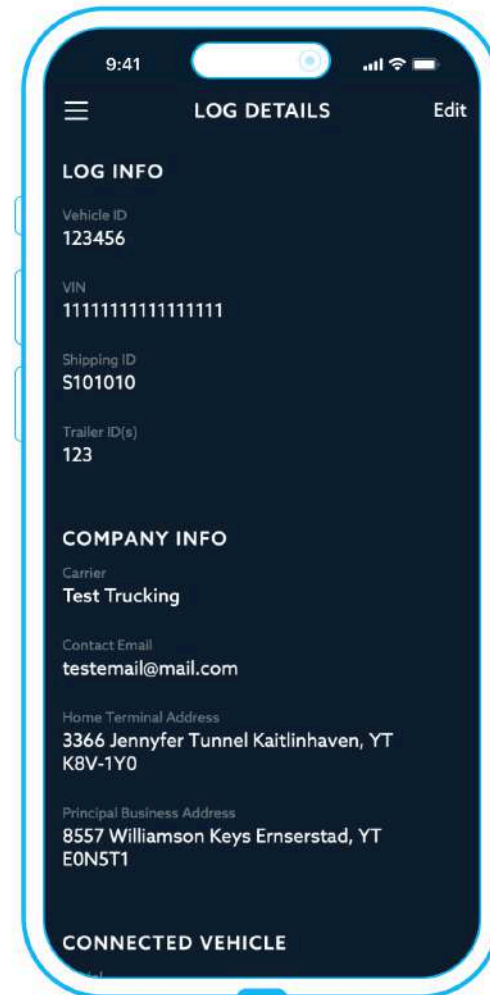 9:41
LOG DETAILS
Edit
LOG INFO
Vehicle ID
123456
VIN
11111111111111111
Shipping ID
S101010
Trailer ID(s)
123
COMPANY INFO
Carrier
Test Trucking
Contact Email
testemail@mail.com
Home Terminal Address
3366 Jennyfer Tunnel Kaitlinhaven, YT
K8V-1Y0
Principal Business Address
8557 Williamson Keys Ernserstad, YT
E0N5T1
CONNECTED VEHICLE